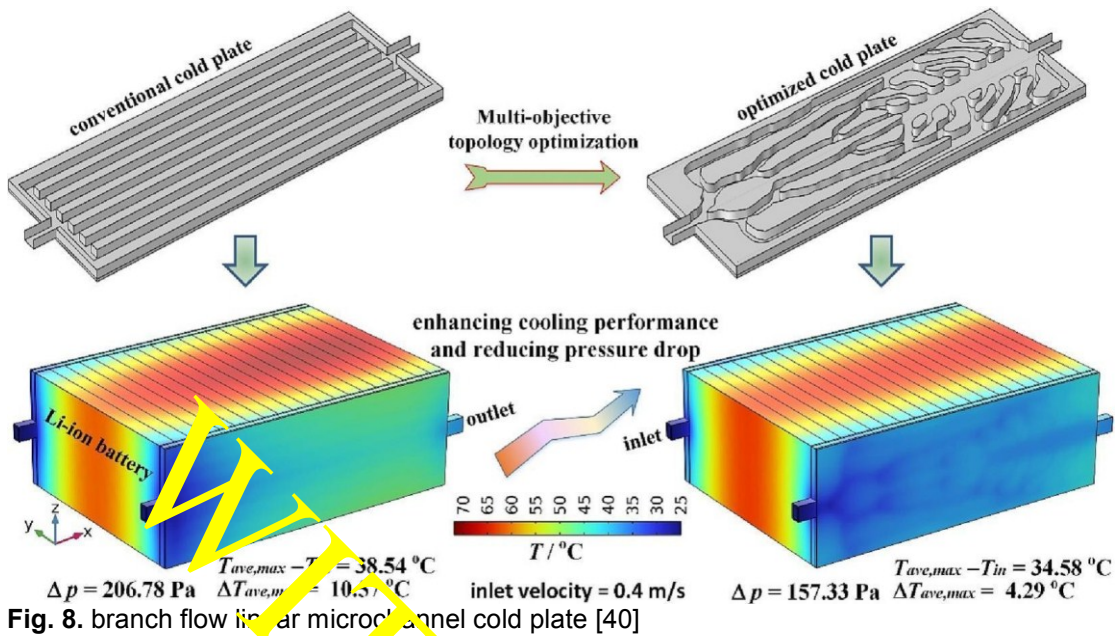 conventional cold plate
optimized cold plate
Multi-objective
topology optimization
enhancing cooling performance
and reducing pressure drop
Li-ion battery
outlet
inlet
z
y
x
70 65 60 55 50 45 40 35 30 25
T / °C
Δp = 206.78 Pa
= 38.54 °C
inlet velocity = 0.4 m/s
Δp = 157.33 Pa
Tave,max –Tin = 34.58 °C
ΔTave,max = 4.29 °C
Fig. 8. branch flow cold plate [40]
WIT